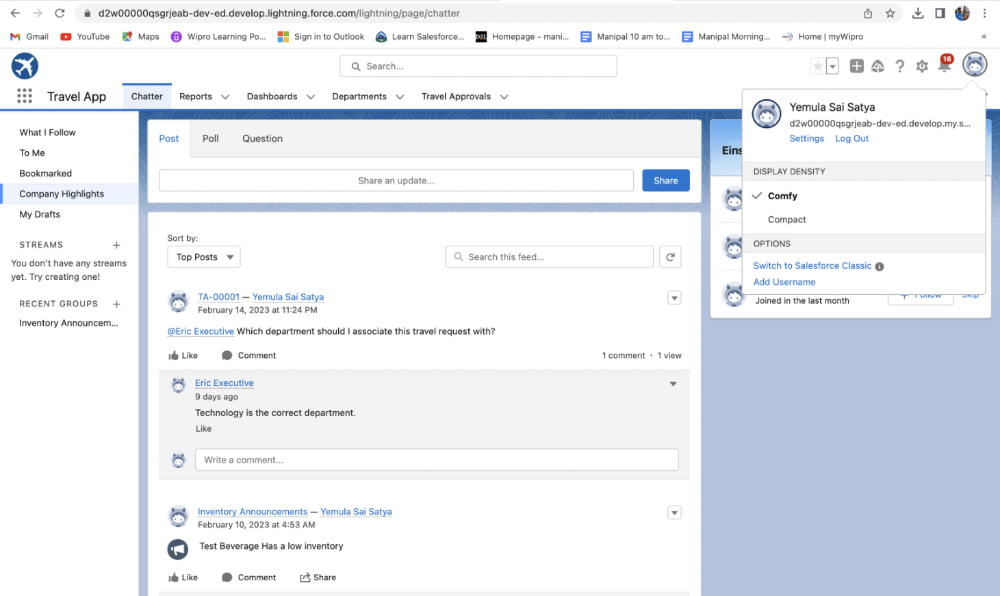 d2w00000qsgrjeab-dev-ed.develop.lightning.force.com/lightning/page/chatter
Gmail YouTube Maps Wipro Learning Po... Sign in to Outlook Learn Salesforce... D2L Homepage - mani... Manipal 10 am to... Manipal Morning... Home | myWipro »
Search... 16
Travel App Chatter Reports Dashboards Departments Travel Approvals
What I Follow
To Me
Bookmarked
Company Highlights
My Drafts
STREAMS
You don't have any streams
yet. Try creating one!
RECENT GROUPS
Inventory Announcem...
Post Poll Question
Share an update... Share
Sort by:
Top Posts Search this feed...
TA-00001 — Yemula Sai Satya
February 14, 2023 at 11:24 PM
@Eric Executive Which department should I associate this travel request with?
Like Comment 1 comment · 1 view
Eric Executive
9 days ago
Technology is the correct department.
Like
Write a comment...
Inventory Announcements — Yemula Sai Satya
February 10, 2023 at 4:53 AM
Test Beverage Has a low inventory
Like Comment Share
Eins
Yemula Sai Satya
d2w00000qsgrjeab-dev-ed.develop.my.s...
Settings Log Out
DISPLAY DENSITY
Comfy
Compact
OPTIONS
Switch to Salesforce Classic
Add Username
Joined in the last month + Follow Skip